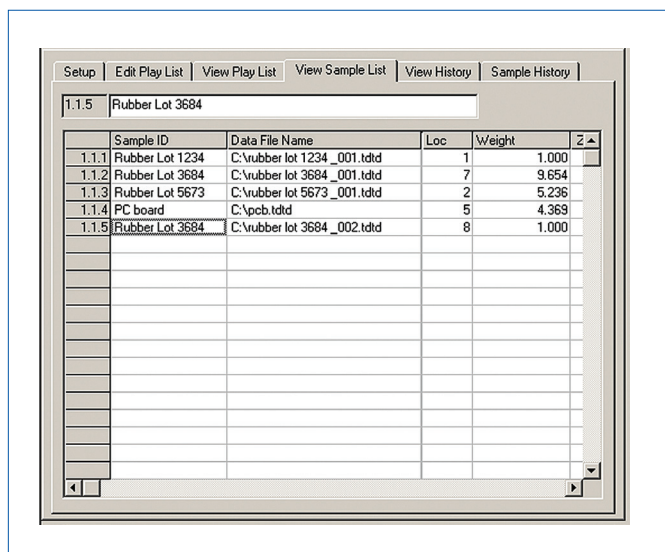 Setup Edit Play List View Play List View Sample List View History Sample History
1.1.5 Rubber Lot 3684
Sample ID Data File Name Loc Weight Z
1.1.1 Rubber Lot 1234 C:\rubber lot 1234 _001.tdtd 1 1.000
1.1.2 Rubber Lot 3684 C:\rubber lot 3684 _001.tdtd 7 9.654
1.1.3 Rubber Lot 5673 C:\rubber lot 5673 _001.tdtd 2 5.236
1.1.4 PC board C:\pcb.tdtd 5 4.369
1.1.5 Rubber Lot 3684 C:\rubber lot 3684 _002.tdtd 8 1.000